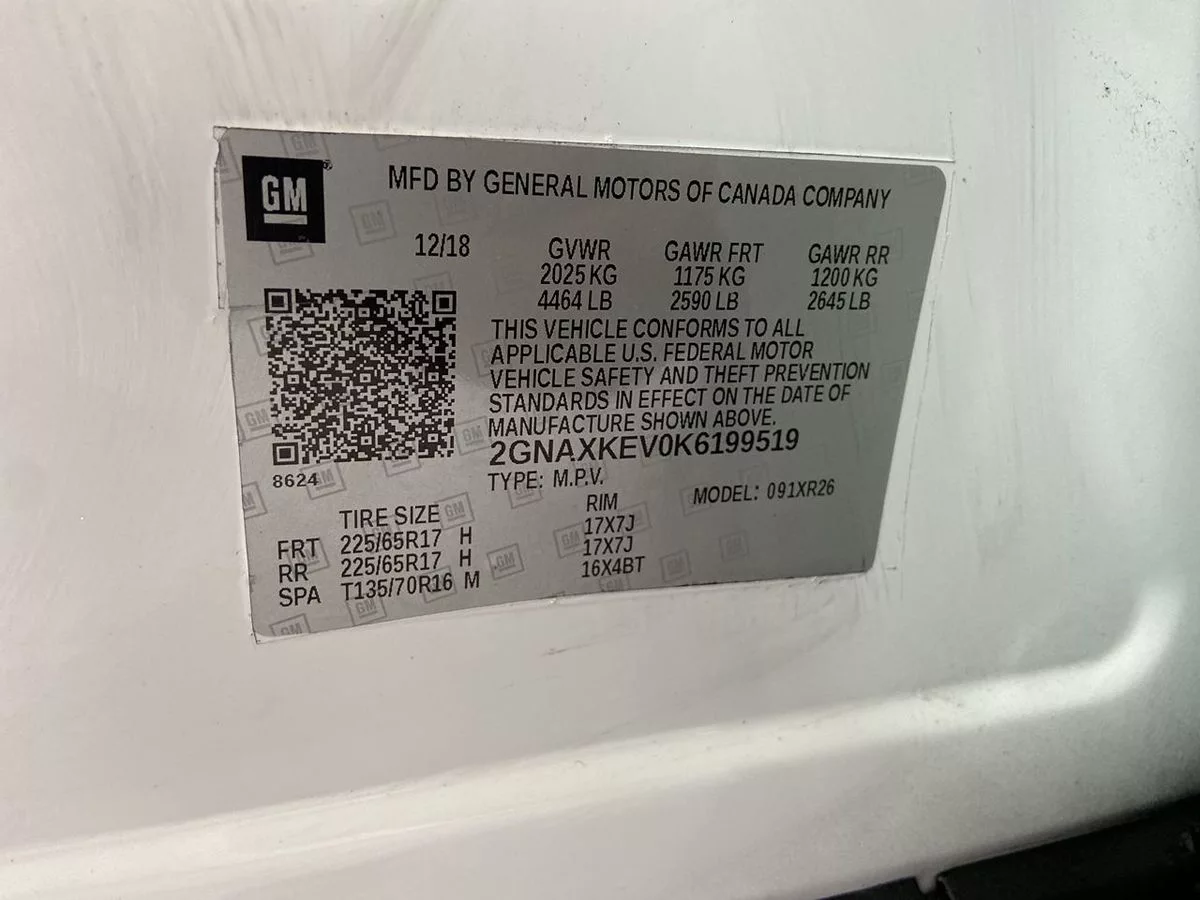 GM
MFD BY GENERAL MOTORS OF CANADA COMPANY
12/18 GVWR GAWR FRT GAWR RR
2025 KG 1175 KG 1200 KG
4464 LB 2590 LB 2645 LB
THIS VEHICLE CONFORMS TO ALL
APPLICABLE U.S. FEDERAL MOTOR
VEHICLE SAFETY AND THEFT PREVENTION
STANDARDS IN EFFECT ON THE DATE OF
MANUFACTURE SHOWN ABOVE.
2GNAXKEV0K6199519
8624
TYPE: M.P.V. MODEL: 091XR26
TIRE SIZE RIM
FRT 225/65R17 H 17X7J
RR 225/65R17 H 17X7J
SPA T135/70R16 M 16X4BT